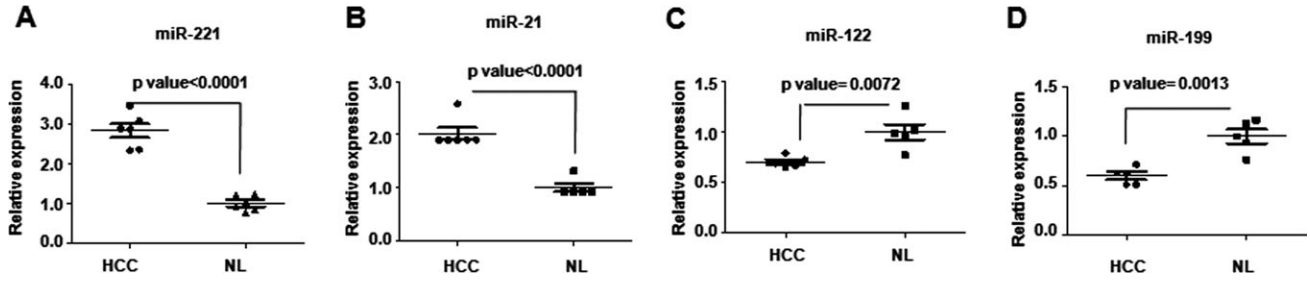 A
miR-221
p value<0.0001
Relative expression
4.0
3.0
2.0
1.0
0.0
HCC
NL
B
miR-21
p value<0.0001
Relative expression
3.0
2.0
1.0
0.0
HCC
NL
C
miR-122
p value= 0.0072
Relative expression
1.5
1.0
0.5
0.0
HCC
NL
D
miR-199
p value= 0.0013
Relative expression
1.5
1.0
0.5
0.0
HCC
NL